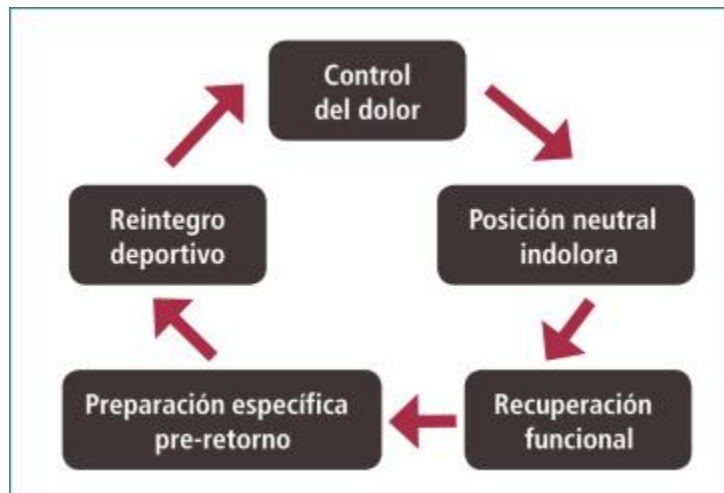 Control
del dolor
Posición neutral
indolora
Recuperación
funcional
Preparación específica
pre-retorno
Reintegro
deportivo